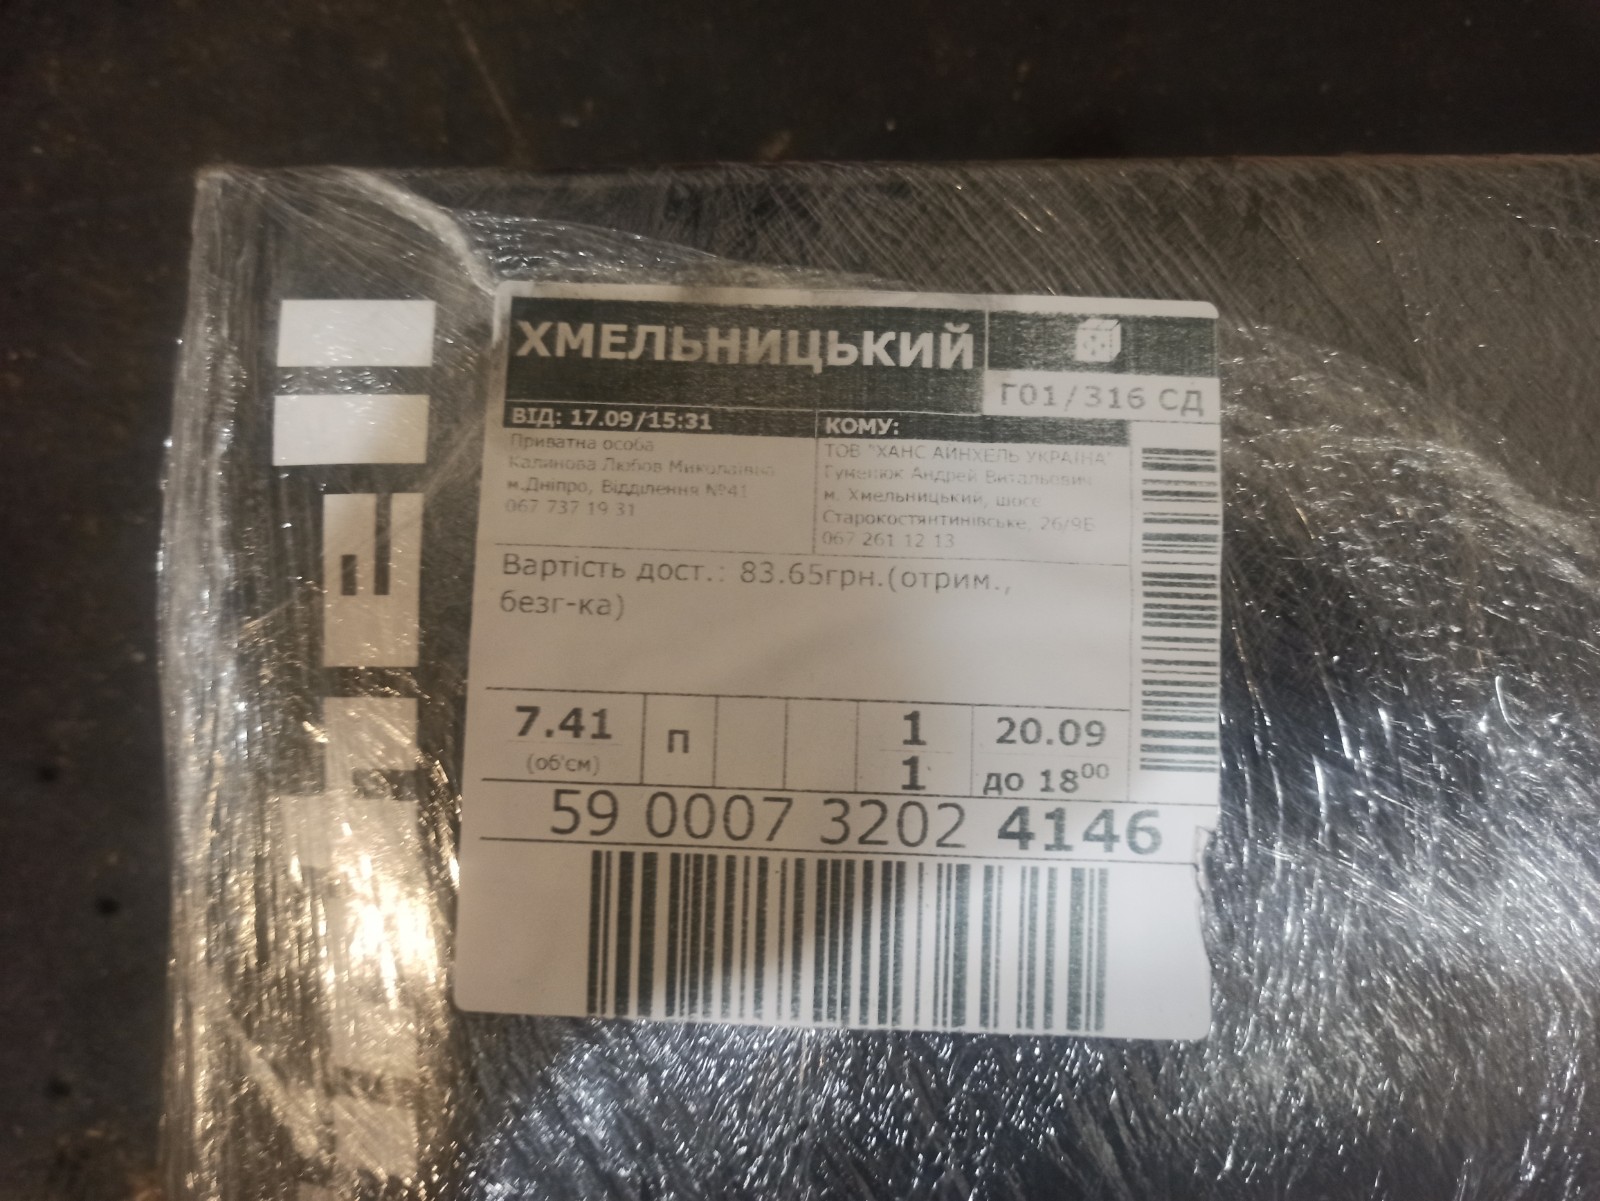 ХМЕЛЬНИЦЬКИЙ
Г01/316 СД
ВІД: 17.09/15:31
Приватна особа
Калинова Любов Миколаївна
м.Дніпро, Відділення №41
067 737 19 31
КОМУ:
ТОВ "ХАНС АЙНХЕЛЬ УКРАЇНА"
Гуменюк Андрей Витальович
м. Хмельницький, шосе
Старокостянтинівське, 26/9Б
067 261 12 13
Вартість дост.: 83.65грн.(отрим.,
безг-ка)
7.41
(об'єм)
п
1
1
20.09
до 1800
59 0007 3202 4146